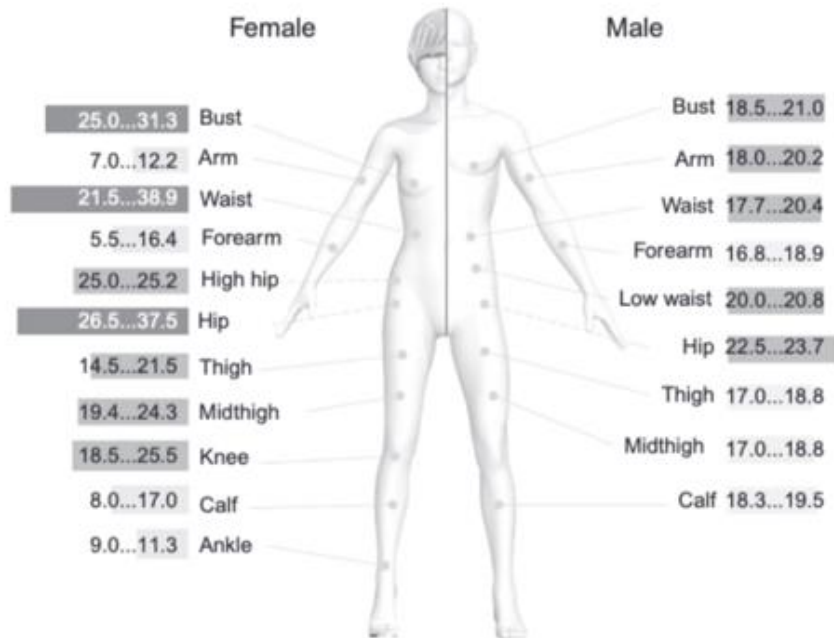 Female
Male
25.0...31.3 Bust
7.0...12.2 Arm
21.5...38.9 Waist
5.5...16.4 Forearm
25.0...25.2 High hip
26.5...37.5 Hip
14.5...21.5 Thigh
19.4...24.3 Midthigh
18.5...25.5 Knee
8.0...17.0 Calf
9.0...11.3 Ankle
Bust 18.5...21.0
Arm 18.0...20.2
Waist 17.7...20.4
Forearm 16.8...18.9
Low waist 20.0...20.8
Hip 22.5...23.7
Thigh 17.0...18.8
Midthigh 17.0...18.8
Calf 18.3...19.5